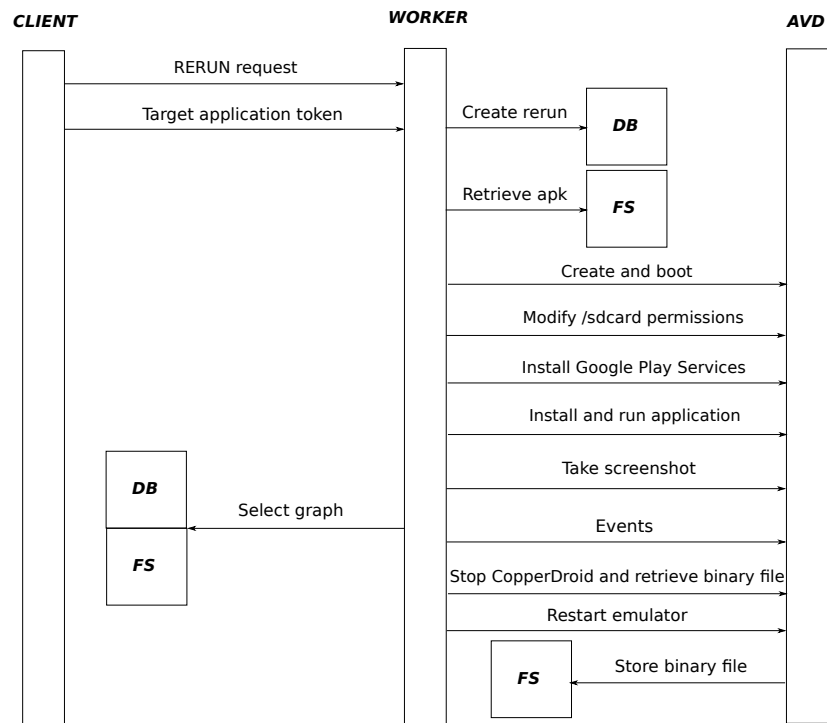 CLIENT
WORKER
AVD
RERUN request
Target application token
Create rerun
DB
Retrieve apk
FS
Create and boot
Modify /sdcard permissions
Install Google Play Services
Install and run application
Take screenshot
DB
Select graph
Events
FS
Stop CopperDroid and retrieve binary file
Restart emulator
Store binary file
FS